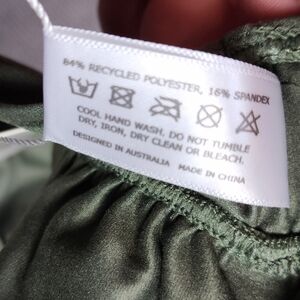 84% RECYCLED POLYESTER, 16% SPANDEX
COOL HAND WASH, DO NOT TUMBLE
DRY, IRON, DRY CLEAN OR BLEACH.
DESIGNED IN AUSTRALIA MADE IN CHINA